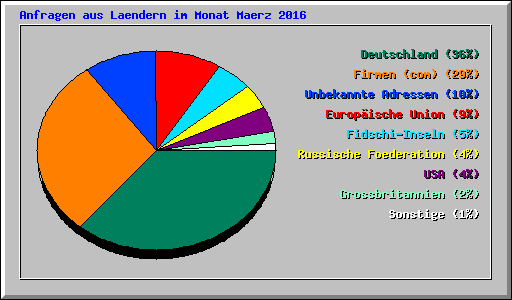 Anfragen aus Laendern im Monat Maerz 2016
Deutschland (36%)
Firmen (com) (29%)
Unbekannte Adressen (10%)
Europäische Union (9%)
Fidschi-Inseln (5%)
Russische Foederation (4%)
USA (4%)
Grossbritannien (2%)
Sonstige (1%)